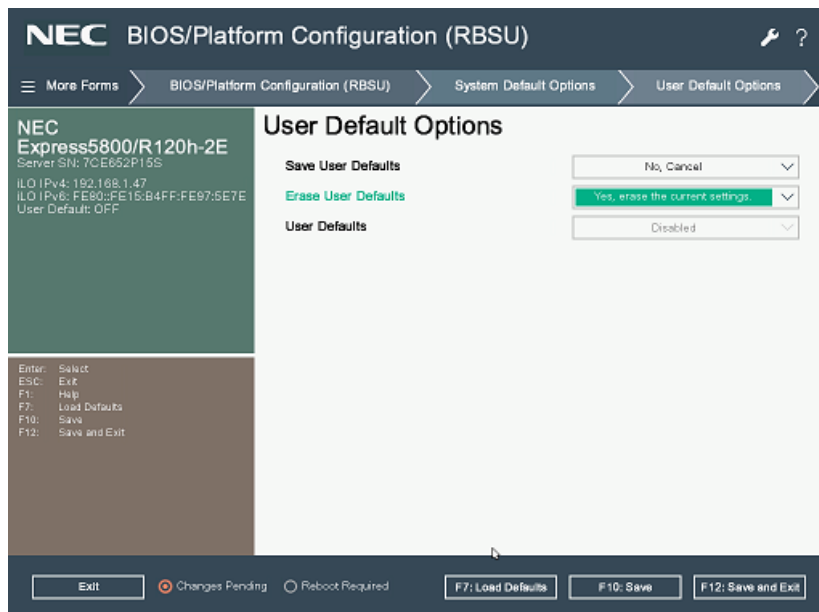 NEC BIOS/Platform Configuration (RBSU) ?
More Forms BIOS/Platform Configuration (RBSU) System Default Options User Default Options
NEC
Express5800/R120h-2E
Server SN: 7CE652P15S
iLO IPv4: 192.168.1.47
iLO IPv6: FE80::FE15:B4FF:FE97:5E7E
User Default: OFF
User Default Options
Save User Defaults No, Cancel
Erase User Defaults Yes, erase the current settings.
User Defaults Disabled
Enter: Select
ESC: Exit
F1: Help
F7: Load Defaults
F10: Save
F12: Save and Exit
Exit Changes Pending Reboot Required F7: Load Defaults F10: Save F12: Save and Exit